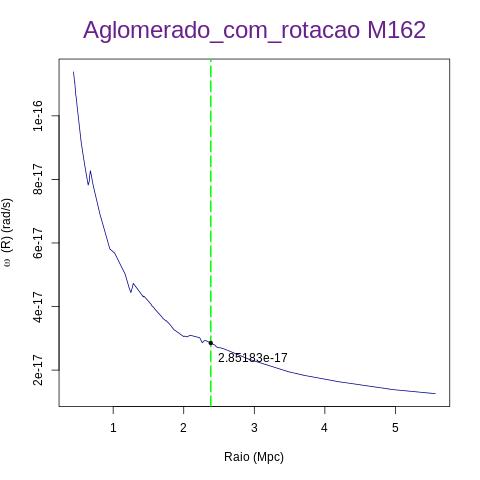 Aglomerado_com_rotacao M162
ω (R) (rad/s)
1e-16
8e-17
6e-17
4e-17
2e-17
2.85183e-17
1 2 3 4 5
Raio (Mpc)